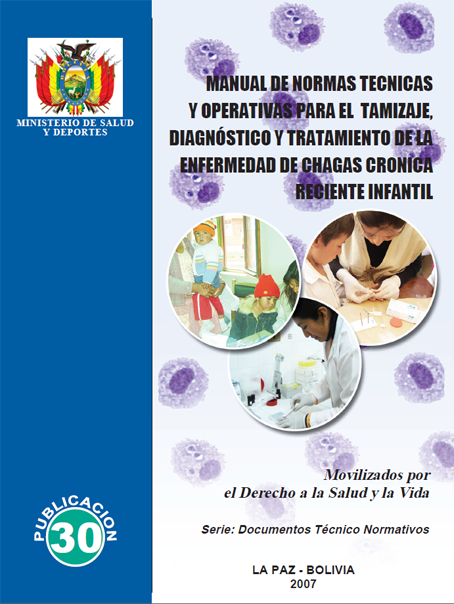 MINISTERIO DE SALUD
Y DEPORTES
MANUAL DE NORMAS TECNICAS
Y OPERATIVAS PARA EL TAMIZAJE,
DIAGNÓSTICO Y TRATAMIENTO DE LA
ENFERMEDAD DE CHAGAS CRONICA
RECIENTE INFANTIL
Movilizados por
el Derecho a la Salud y la Vida
Serie: Documentos Técnico Normativos
PUBLICACION
30
LA PAZ - BOLIVIA
2007